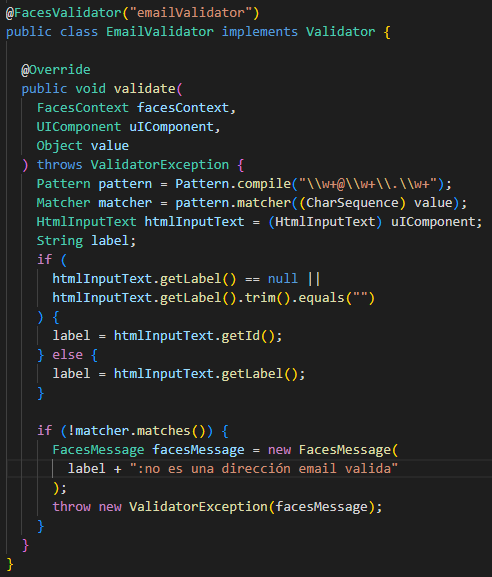 @FacesValidator("emailValidator")
public class EmailValidator implements Validator {
@Override
public void validate(
FacesContext facesContext,
UIComponent uIComponent,
Object value
) throws ValidatorException {
Pattern pattern = Pattern.compile("\\w+@\\w+\\.\\w+");
Matcher matcher = pattern.matcher((CharSequence) value);
HtmlInputText htmlInputText = (HtmlInputText) uIComponent;
String label;
if (
htmlInputText.getLabel() == null ||
htmlInputText.getLabel().trim().equals("")
) {
label = htmlInputText.getId();
} else {
label = htmlInputText.getLabel();
}
if (!matcher.matches()) {
FacesMessage facesMessage = new FacesMessage(
label + ":no es una dirección email valida"
);
throw new ValidatorException(facesMessage);
}
}
}